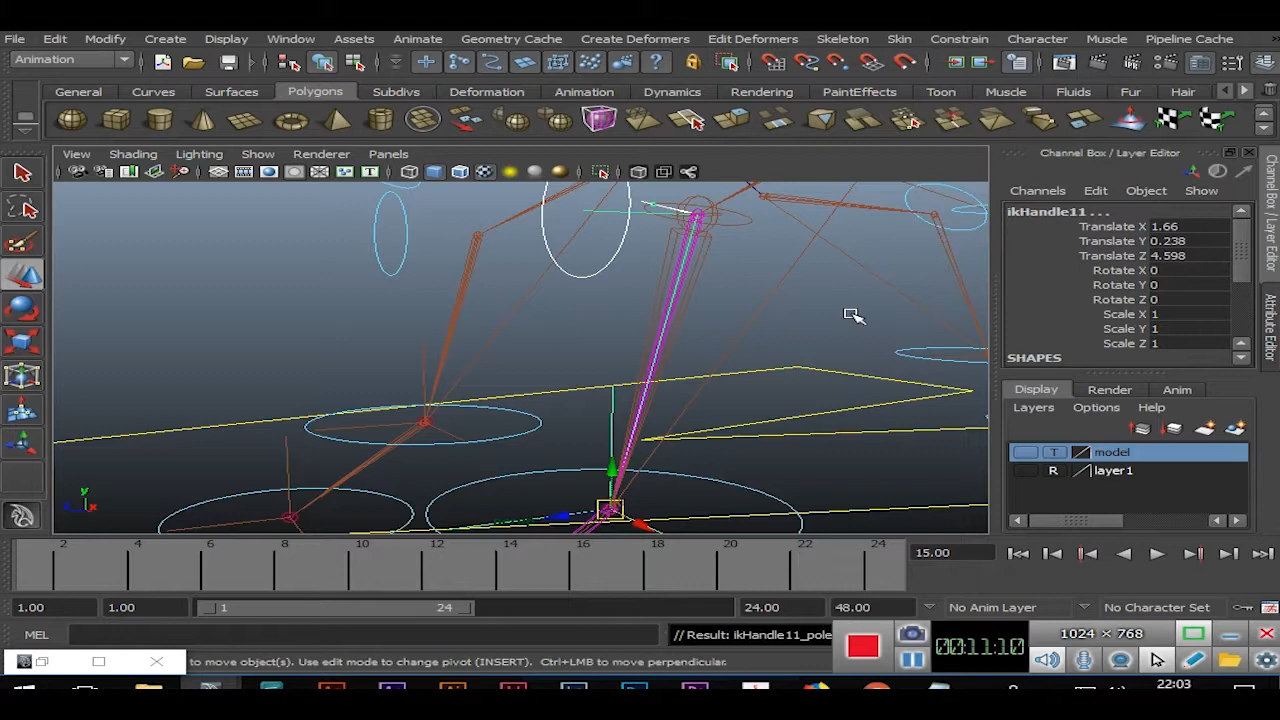 File Edit Modify Create Display Window Assets Animate Geometry Cache Create Deformers Edit Deformers Skeleton Skin Constrain Character Muscle Pipeline Cache
Animation
General Curves Surfaces Polygons Subdivs Deformation Animation Dynamics Rendering PaintEffects Toon Muscle Fluids Fur Hair
View Shading Lighting Show Renderer Panels
Channel Box / Layer Editor
Channels Edit Object Show
ikHandle11 ...
Translate X 1.66
Translate Y 0.238
Translate Z 4.598
Rotate X 0
Rotate Y 0
Rotate Z 0
Scale X 1
Scale Y 1
Scale Z 1
SHAPES
Display Render Anim
Layers Options Help
T model
R layer1
Channel Box / Layer Editor
Attribute Editor
y
z x
2 4 6 8 10 12 14 16 18 20 22 24
15.00
1.00 1.00 1 24 24.00 48.00 No Anim Layer No Character Set
MEL // Result: ikHandle11_pole
00:11:10
1024 × 768
to move object(s). Use edit mode to change pivot (INSERT). Ctrl+LMB to move perpendicular.
22:03